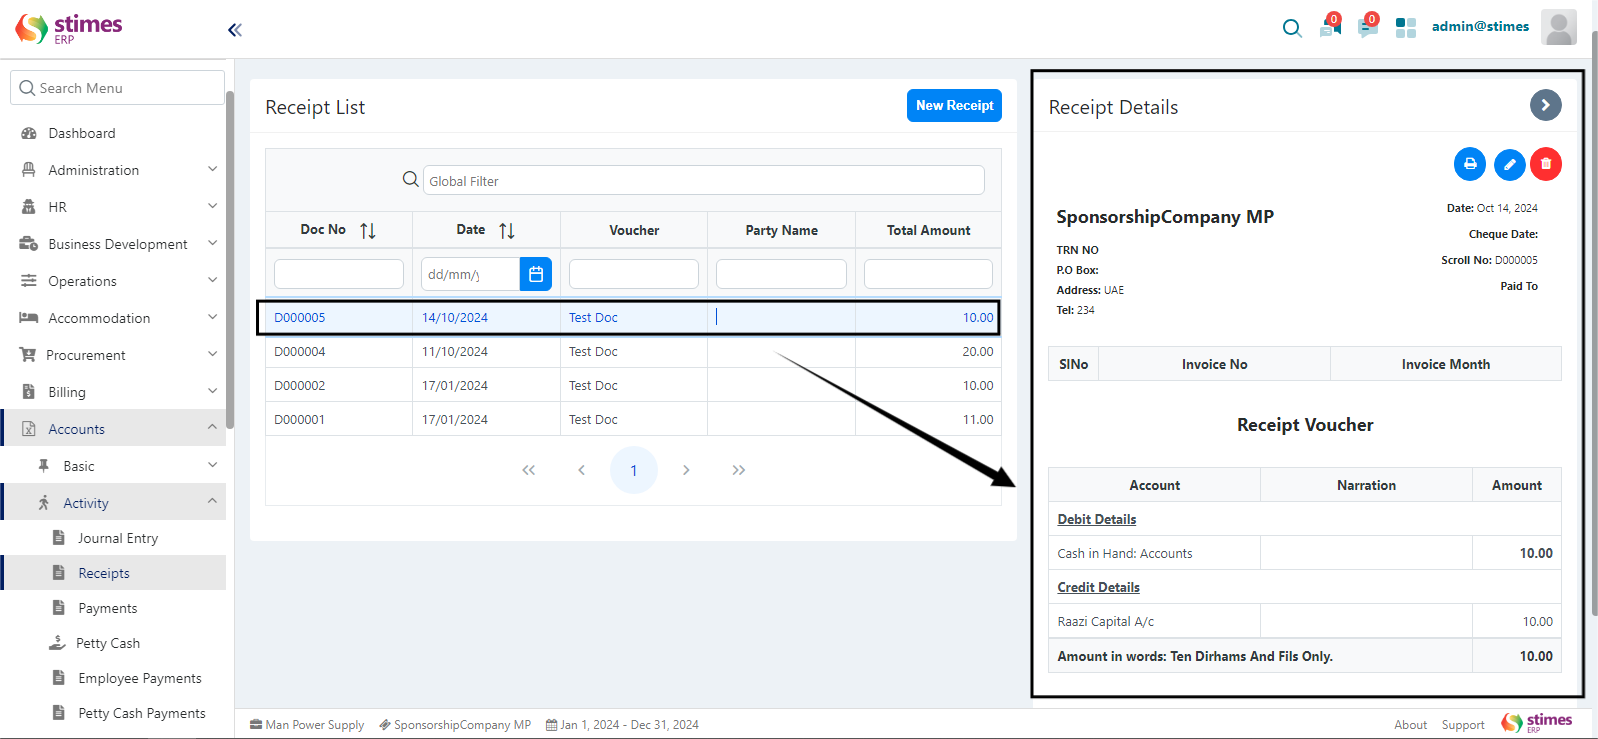 stimes
ERP
0
0
admin@stimes
Search Menu
Dashboard
Administration
HR
Business Development
Operations
Accommodation
Procurement
Billing
Accounts
Basic
Activity
Journal Entry
Receipts
Payments
Petty Cash
Employee Payments
Petty Cash Payments
Receipt List
New Receipt
Global Filter
Doc No Date Voucher Party Name Total Amount
dd/mm/y
D000005 14/10/2024 Test Doc 10.00
D000004 11/10/2024 Test Doc 20.00
D000002 17/01/2024 Test Doc 10.00
D000001 17/01/2024 Test Doc 11.00
1
Receipt Details
SponsorshipCompany MP
TRN NO
P.O Box:
Address: UAE
Tel: 234
Date: Oct 14, 2024
Cheque Date:
Scroll No: D000005
Paid To
SlNo Invoice No Invoice Month
Receipt Voucher
Account Narration Amount
Debit Details
Cash in Hand: Accounts 10.00
Credit Details
Raazi Capital A/c 10.00
Amount in words: Ten Dirhams And Fils Only. 10.00
Man Power Supply SponsorshipCompany MP Jan 1, 2024 - Dec 31, 2024
About Support stimes
ERP